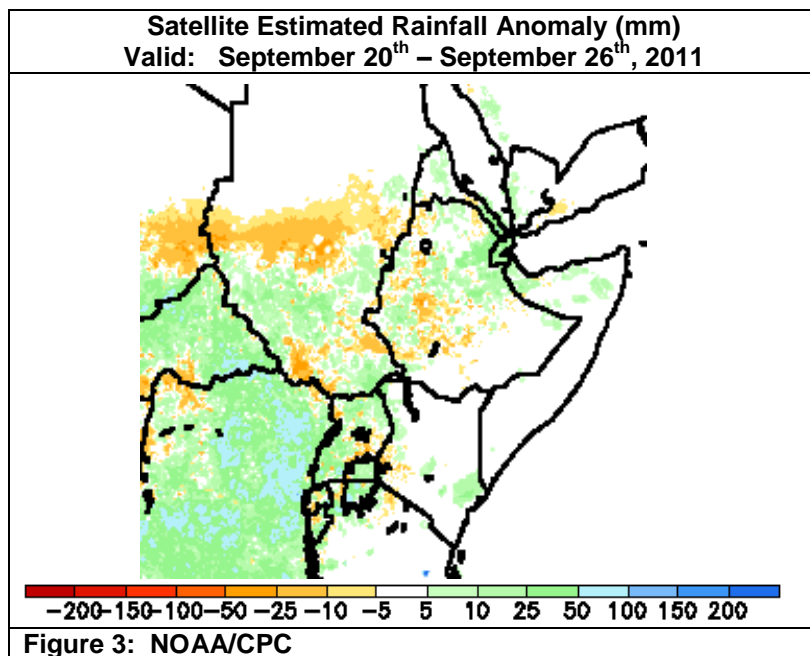 Satellite Estimated Rainfall Anomaly (mm)
Valid: September 20th – September 26th, 2011
-200 -150 -100 -50 -25 -10 -5 5 10 25 50 100 150 200
Figure 3: NOAA/CPC